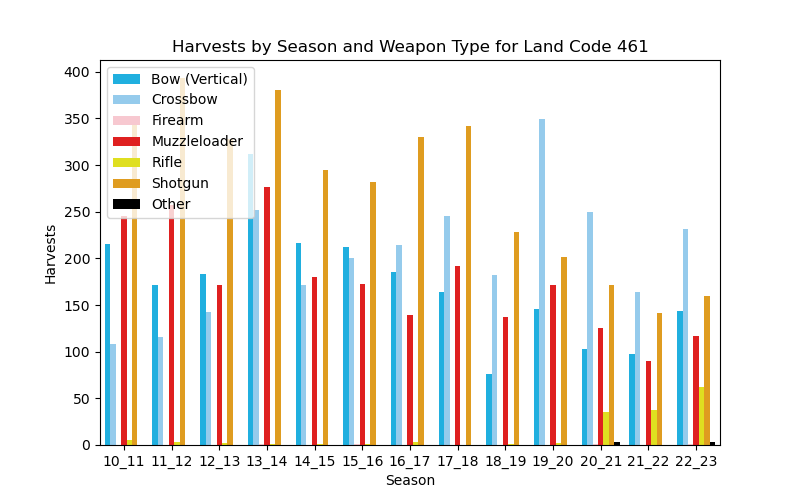 Harvests by Season and Weapon Type for Land Code 461
400
350
300
250
200
150
100
50
0
Harvests
Bow (Vertical)
Crossbow
Firearm
Muzzleloader
Rifle
Shotgun
Other
10_11 11_12 12_13 13_14 14_15 15_16 16_17 17_18 18_19 19_20 20_21 21_22 22_23
Season